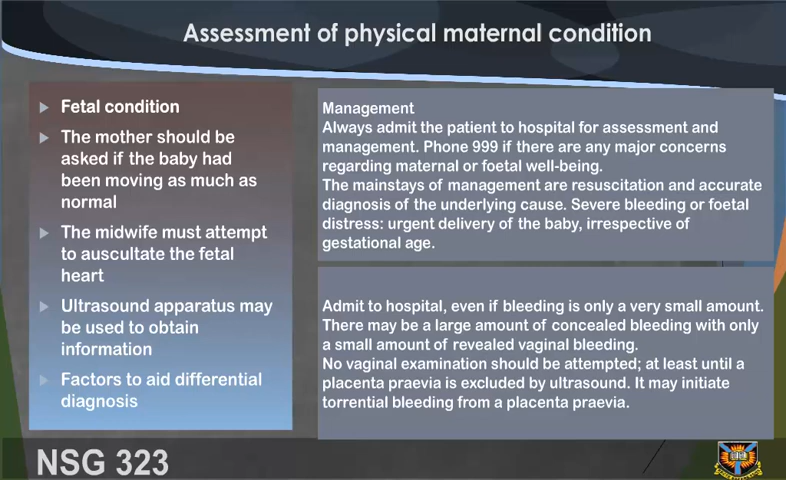 Assessment of physical maternal condition
Fetal condition
The mother should be
asked if the baby had
been moving as much as
normal
The midwife must attempt
to auscultate the fetal
heart
Ultrasound apparatus may
be used to obtain
information
Factors to aid differential
diagnosis
Management
Always admit the patient to hospital for assessment and
management. Phone 999 if there are any major concerns
regarding maternal or foetal well-being.
The mainstays of management are resuscitation and accurate
diagnosis of the underlying cause. Severe bleeding or foetal
distress: urgent delivery of the baby, irrespective of
gestational age.
Admit to hospital, even if bleeding is only a very small amount.
There may be a large amount of concealed bleeding with only
a small amount of revealed vaginal bleeding.
No vaginal examination should be attempted; at least until a
placenta praevia is excluded by ultrasound. It may initiate
torrential bleeding from a placenta praevia.
NSG 323